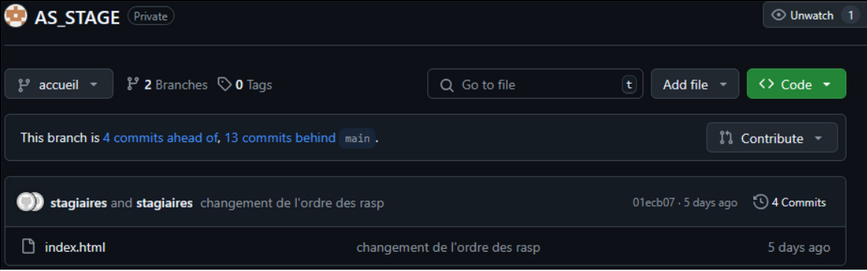 AS_STAGE Private Unwatch 1
accueil 2 Branches 0 Tags Go to file t Add file Code
This branch is 4 commits ahead of, 13 commits behind main . Contribute
stagiaires and stagiaires changement de l'ordre des rasp 01ecb07 · 5 days ago 4 Commits
index.html changement de l'ordre des rasp 5 days ago